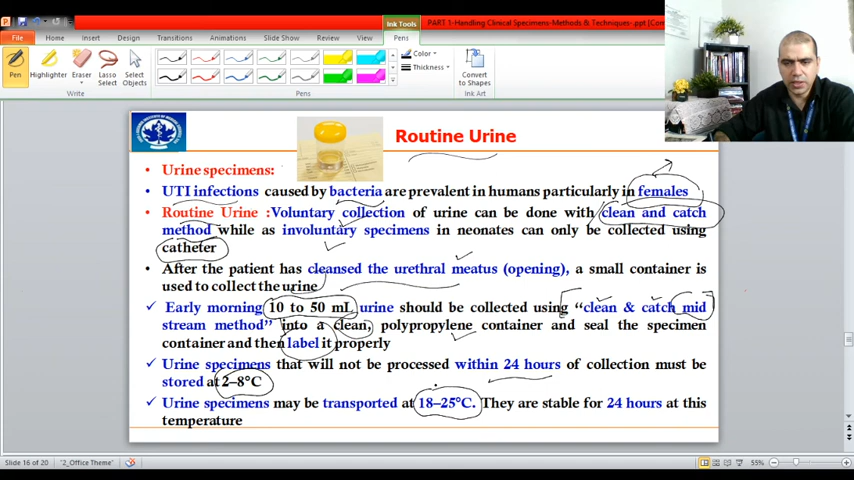 Ink Tools
PART 1-Handling Clinical Specimens-Methods & Techniques-.ppt [Com
File Home Insert Design Transitions Animations Slide Show Review View Pens
Pen Highlighter Eraser Lasso Select Select Objects
Color
Thickness
Convert to Shapes
Write Pens Ink Art
Routine Urine
• Urine specimens:
• UTI infections caused by bacteria are prevalent in humans particularly in females
• Routine Urine :Voluntary collection of urine can be done with clean and catch
method while as involuntary specimens in neonates can only be collected using
catheter
• After the patient has cleansed the urethral meatus (opening), a small container is
used to collect the urine
✓ Early morning 10 to 50 mL urine should be collected using “clean & catch mid
stream method” into a clean, polypropylene container and seal the specimen
container and then label it properly
✓ Urine specimens that will not be processed within 24 hours of collection must be
stored at 2–8°C
✓ Urine specimens may be transported at 18–25°C. They are stable for 24 hours at this
temperature
Slide 16 of 20 "2_Office Theme" 55%